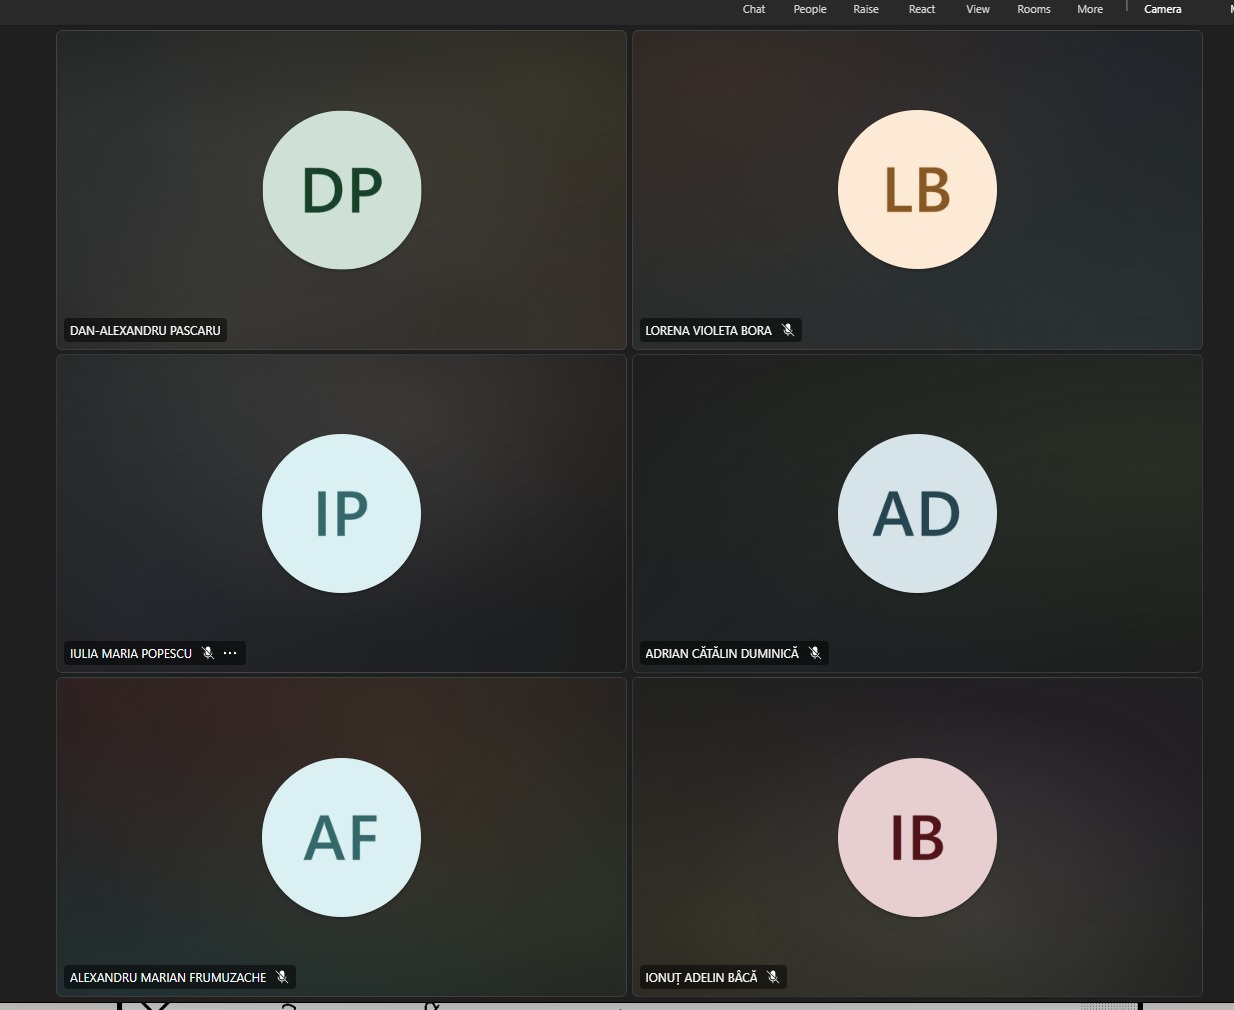 Chat People Raise React View Rooms More Camera
DP
DAN-ALEXANDRU PASCARU
LB
LORENA VIOLETA BORA
IP
IULIA MARIA POPESCU ...
AD
ADRIAN CĂTĂLIN DUMINICĂ
AF
ALEXANDRU MARIAN FRUMUZACHE
IB
IONUȚ ADELIN BÂCĂ